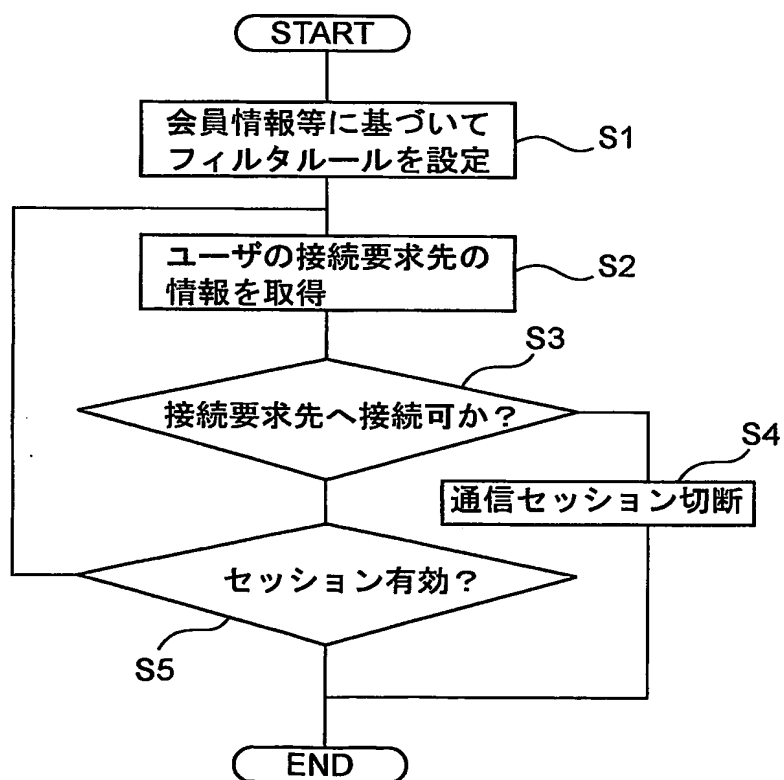 START
会員情報等に基づいて
フィルタルールを設定
S1
ユーザの接続要求先の
情報を取得
S2
S3
接続要求先へ接続可か？
S4
通信セッション切断
セッション有効？
S5
END